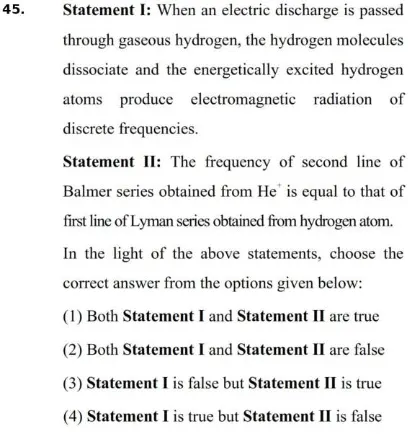 45. Statement I: When an electric discharge is passed
through gaseous hydrogen, the hydrogen molecules
dissociate and the energetically excited hydrogen
atoms produce electromagnetic radiation of
discrete frequencies.
Statement II: The frequency of second line of
Balmer series obtained from He⁺ is equal to that of
first line of Lyman series obtained from hydrogen atom.
In the light of the above statements, choose the
correct answer from the options given below:
(1) Both Statement I and Statement II are true
(2) Both Statement I and Statement II are false
(3) Statement I is false but Statement II is true
(4) Statement I is true but Statement II is false